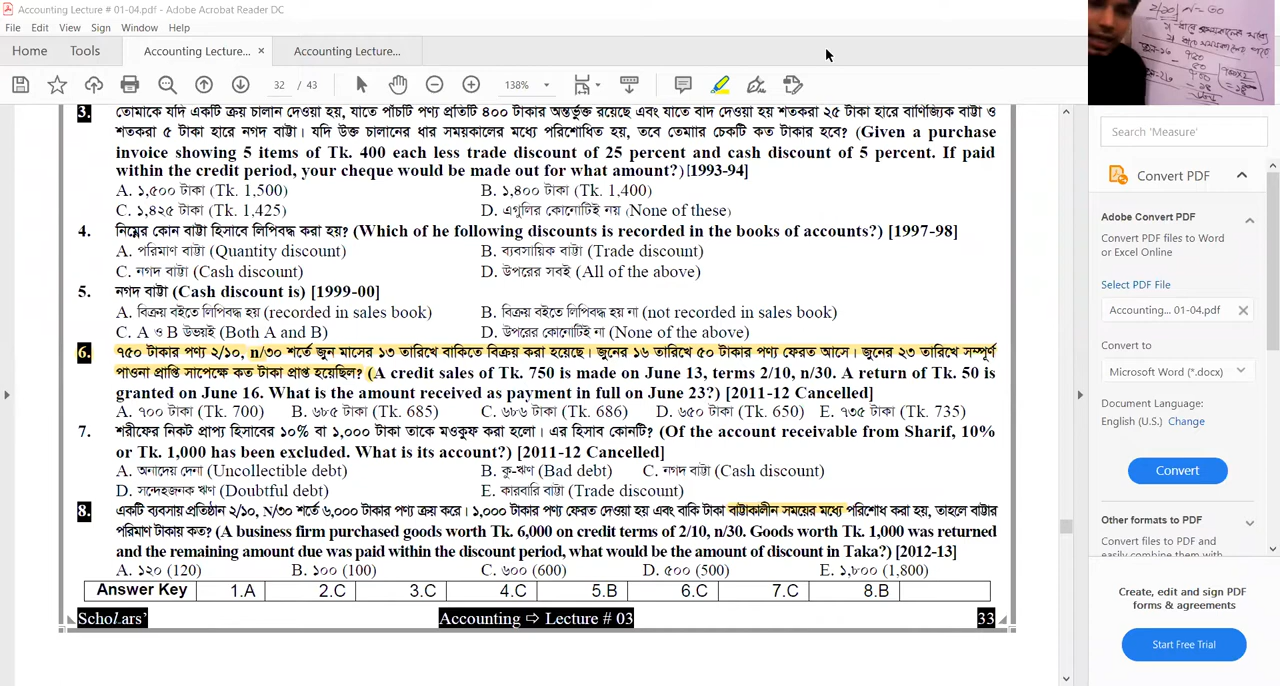 Accounting Lecture # 01-04.pdf - Adobe Acrobat Reader DC
File Edit View Sign Window Help
Home Tools Accounting Lecture... × Accounting Lecture...
32 / 43 138%
3. তোমাকে যদি একটি ক্রয় চালান দেওয়া হয়, যাতে পাঁচটি পণ্য প্রতিটি ৪০০ টাকার অন্তর্ভুক্ত রয়েছে এবং যাতে বাদ দেওয়া হয় শতকরা ২৫ টাকা হারে বাণিজ্যিক বাট্টা ও
শতকরা ৫ টাকা হারে নগদ বাট্টা। যদি উক্ত চালানের ধার সময়কালের মধ্যে পরিশোধিত হয়, তবে তোমার চেকটি কত টাকার হবে? (Given a purchase
invoice showing 5 items of Tk. 400 each less trade discount of 25 percent and cash discount of 5 percent. If paid
within the credit period, your cheque would be made out for what amount?) [1993-94]
A. ১,৫০০ টাকা (Tk. 1,500) B. ১,৪০০ টাকা (Tk. 1,400)
C. ১,৪২৫ টাকা (Tk. 1,425) D. এগুলির কোনোটিই নয় (None of these)
4. নিম্নের কোন বাট্টা হিসাবে লিপিবদ্ধ করা হয়? (Which of he following discounts is recorded in the books of accounts?) [1997-98]
A. পরিমাণ বাট্টা (Quantity discount) B. ব্যবসায়িক বাট্টা (Trade discount)
C. নগদ বাট্টা (Cash discount) D. উপরের সবই (All of the above)
5. নগদ বাট্টা (Cash discount is) [1999-00]
A. বিক্রয় বইতে লিপিবদ্ধ হয় (recorded in sales book) B. বিক্রয় বইতে লিপিবদ্ধ হয় না (not recorded in sales book)
C. A ও B উভয়ই (Both A and B) D. উপরের কোনোটিই না (None of the above)
6. ৭৫০ টাকার পণ্য ২/১০, n/৩০ শর্তে জুন মাসের ১৩ তারিখে বাকিতে বিক্রয় করা হয়েছে। জুনের ১৬ তারিখে ৫০ টাকার পণ্য ফেরত আসে। জুনের ২৩ তারিখে সম্পূর্ণ
পাওনা প্রাপ্তি সাপেক্ষে কত টাকা প্রাপ্ত হয়েছিল? (A credit sales of Tk. 750 is made on June 13, terms 2/10, n/30. A return of Tk. 50 is
granted on June 16. What is the amount received as payment in full on June 23?) [2011-12 Cancelled]
A. ৭০০ টাকা (Tk. 700) B. ৬৮৫ টাকা (Tk. 685) C. ৬৮৬ টাকা (Tk. 686) D. ৬৫০ টাকা (Tk. 650) E. ৭৩৫ টাকা (Tk. 735)
7. শরীফের নিকট প্রাপ্য হিসাবের ১০% বা ১,০০০ টাকা তাকে মওকুফ করা হলো। এর হিসাব কোনটি? (Of the account receivable from Sharif, 10%
or Tk. 1,000 has been excluded. What is its account?) [2011-12 Cancelled]
A. অনাদেয় দেনা (Uncollectible debt) B. কু-ঋণ (Bad debt) C. নগদ বাট্টা (Cash discount)
D. সন্দেহজনক ঋণ (Doubtful debt) E. কারবারি বাট্টা (Trade discount)
8. একটি ব্যবসায় প্রতিষ্ঠান ২/১০, N/৩০ শর্তে ৬,০০০ টাকার পণ্য ক্রয় করে। ১,০০০ টাকার পণ্য ফেরত দেওয়া হয় এবং বাকি টাকা বাট্টাকালীন সময়ের মধ্যে পরিশোধ করা হয়, তাহলে বাট্টার
পরিমাণ টাকায় কত? (A business firm purchased goods worth Tk. 6,000 on credit terms of 2/10, n/30. Goods worth Tk. 1,000 was returned
and the remaining amount due was paid within the discount period, what would be the amount of discount in Taka?) [2012-13]
A. ১২০ (120) B. ১০০ (100) C. ৬০০ (600) D. ৫০০ (500) E. ১,৮০০ (1,800)
Answer Key 1.A 2.C 3.C 4.C 5.B 6.C 7.C 8.B
Scholars' Accounting ⇨ Lecture # 03 33
Search 'Measure'
Convert PDF
Adobe Convert PDF
Convert PDF files to Word
or Excel Online
Select PDF File
Accounting... 01-04.pdf
Convert to
Microsoft Word (*.docx)
Document Language:
English (U.S.) Change
Convert
Other formats to PDF
Convert files to PDF and
easily combine them with
Create, edit and sign PDF
forms & agreements
Start Free Trial